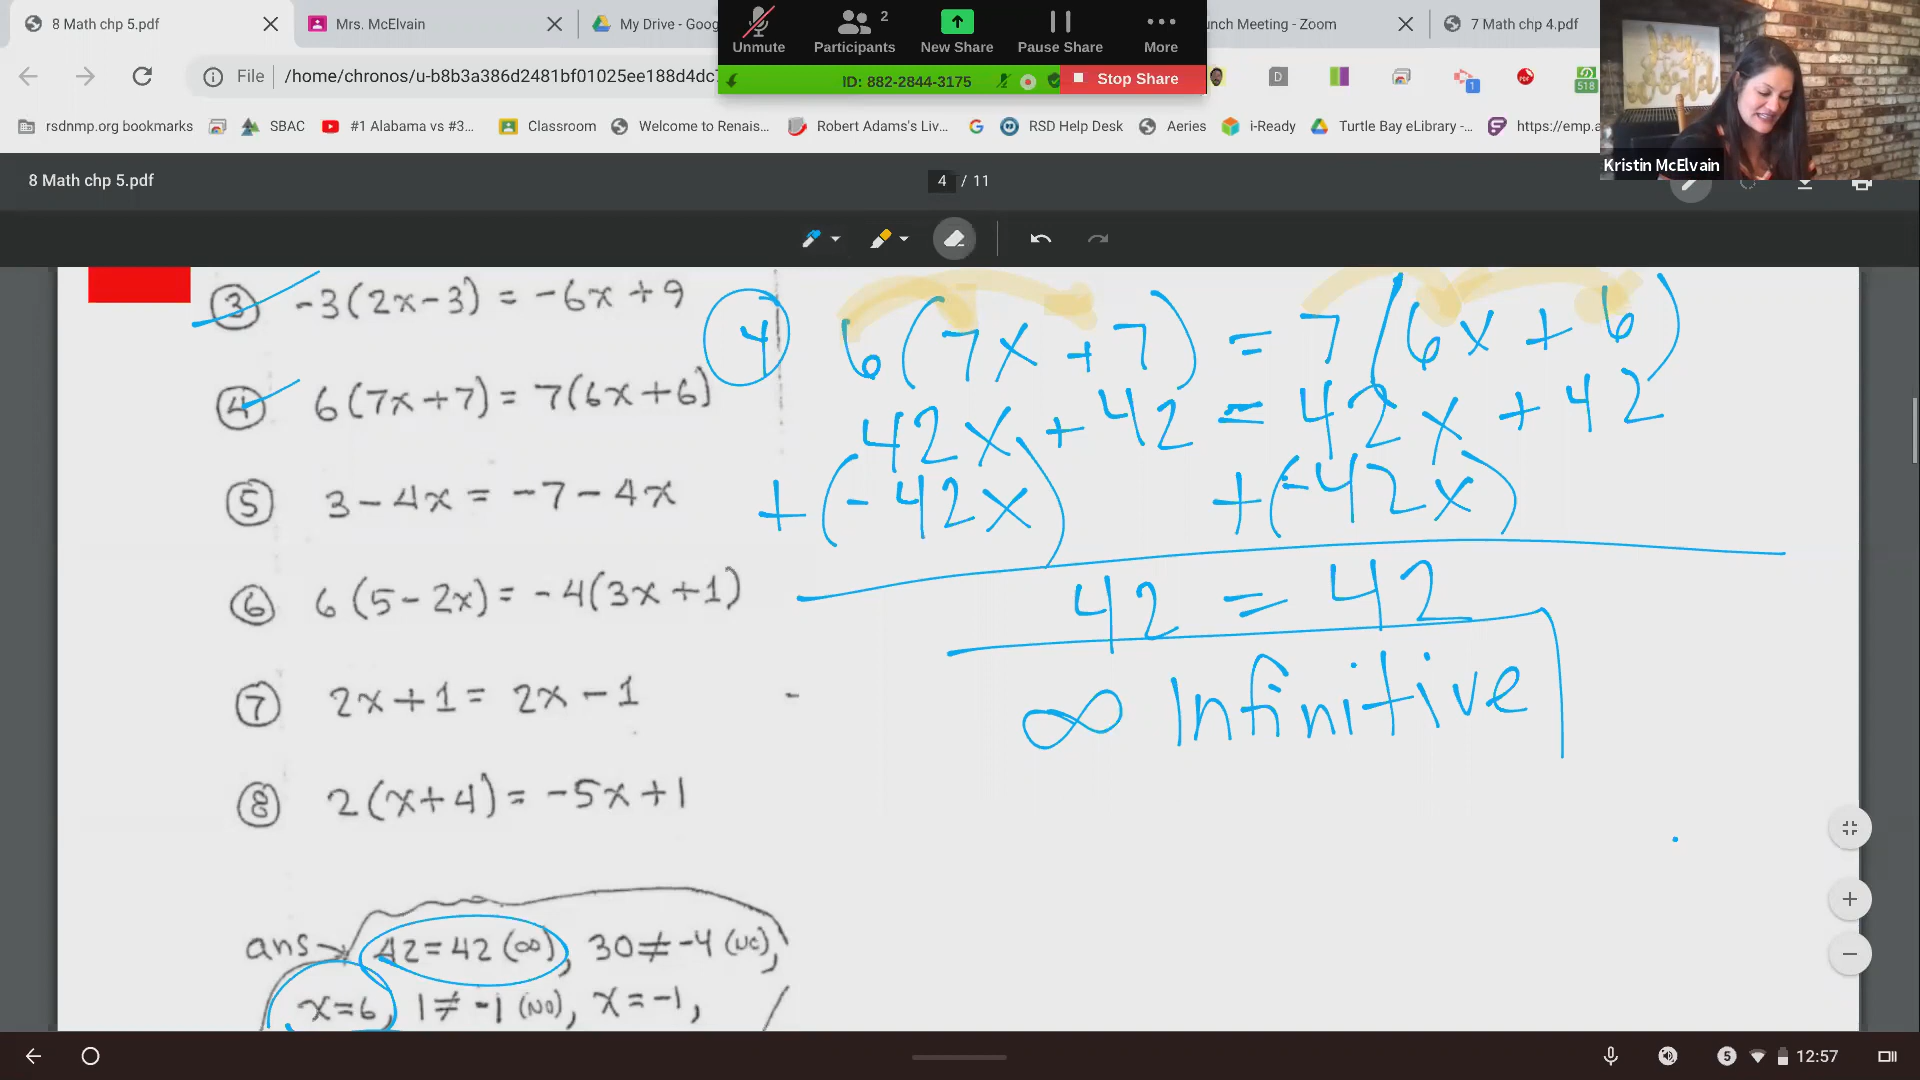 8 Math chp 5.pdf
Mrs. McElvain
My Drive - Goog
unch Meeting - Zoom
7 Math chp 4.pdf
Unmute
Participants 2
New Share
Pause Share
More
File
/home/chronos/u-b8b3a386d2481bf01025ee188d4dc7
ID: 882-2844-3175
Stop Share
D
1
518
rsdnmp.org bookmarks
SBAC
#1 Alabama vs #3...
Classroom
Welcome to Renais...
Robert Adams's Liv...
RSD Help Desk
Aeries
i-Ready
Turtle Bay eLibrary -...
https://emp.a
Kristin McElvain
8 Math chp 5.pdf
4 / 11
3 -3(2x-3) = -6x +9
4 6(7x+7) = 7(6x+6)
5 3-4x = -7-4x
6 6(5-2x) = -4(3x+1)
7 2x+1 = 2x-1
8 2(x+4) = -5x+1
ans → 42=42 (∞), 30≠-4 (NO),
x=6, 1≠-1 (NO), x=-1,
4 6(7x+7) = 7(6x+6)
42x+42 = 42x+42
+(-42x) +(-42x)
42 = 42
∞ Infinitive
5
12:57